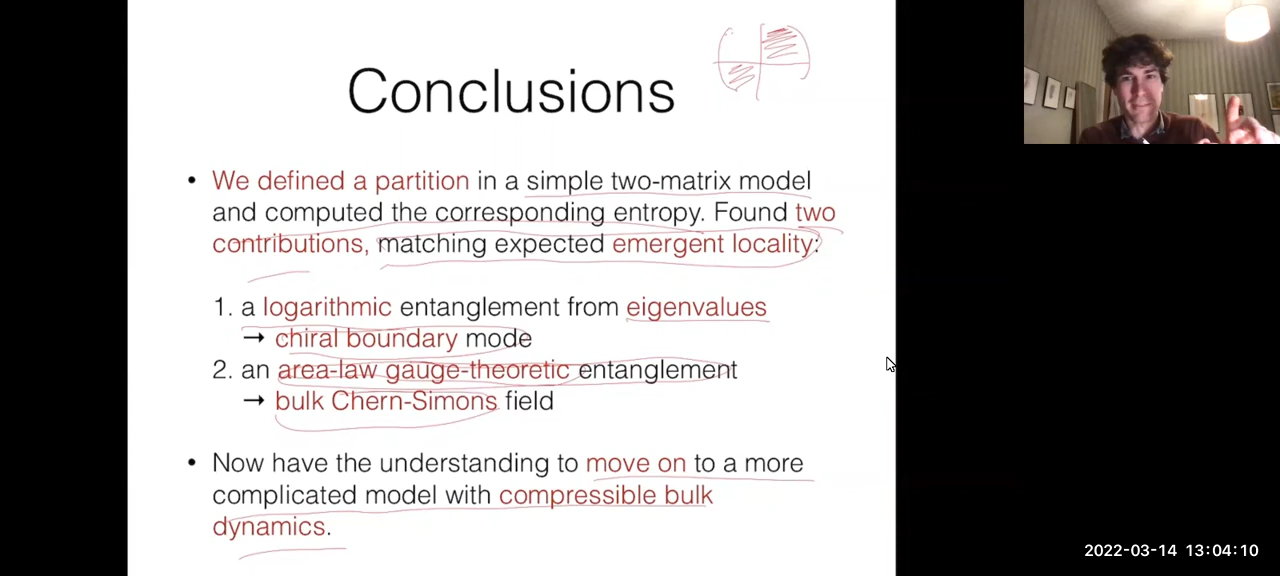 Conclusions
• We defined a partition in a simple two-matrix model
and computed the corresponding entropy. Found two
contributions, matching expected emergent locality:
1. a logarithmic entanglement from eigenvalues
→ chiral boundary mode
2. an area-law gauge-theoretic entanglement
→ bulk Chern-Simons field
• Now have the understanding to move on to a more
complicated model with compressible bulk
dynamics.
2022-03-14 13:04:10